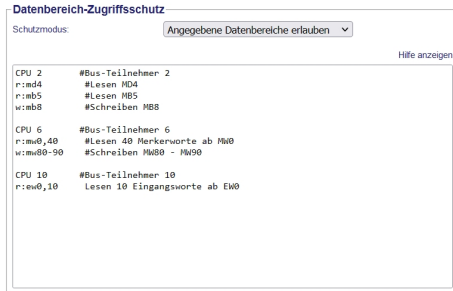 Datenbereich-Zugriffsschutz
Schutzmodus: Angegebene Datenbereiche erlauben
Hilfe anzeigen
CPU 2 #Bus-Teilnehmer 2
r:md4 #Lesen MD4
r:mb5 #Lesen MB5
w:mb8 #Schreiben MB8
CPU 6 #Bus-Teilnehmer 6
r:mw0,40 #Lesen 40 Merkerworte ab MW0
w:mw80-90 #Schreiben MW80 - MW90
CPU 10 #Bus-Teilnehmer 10
r:ew0,10 Lesen 10 Eingangsworte ab EW0